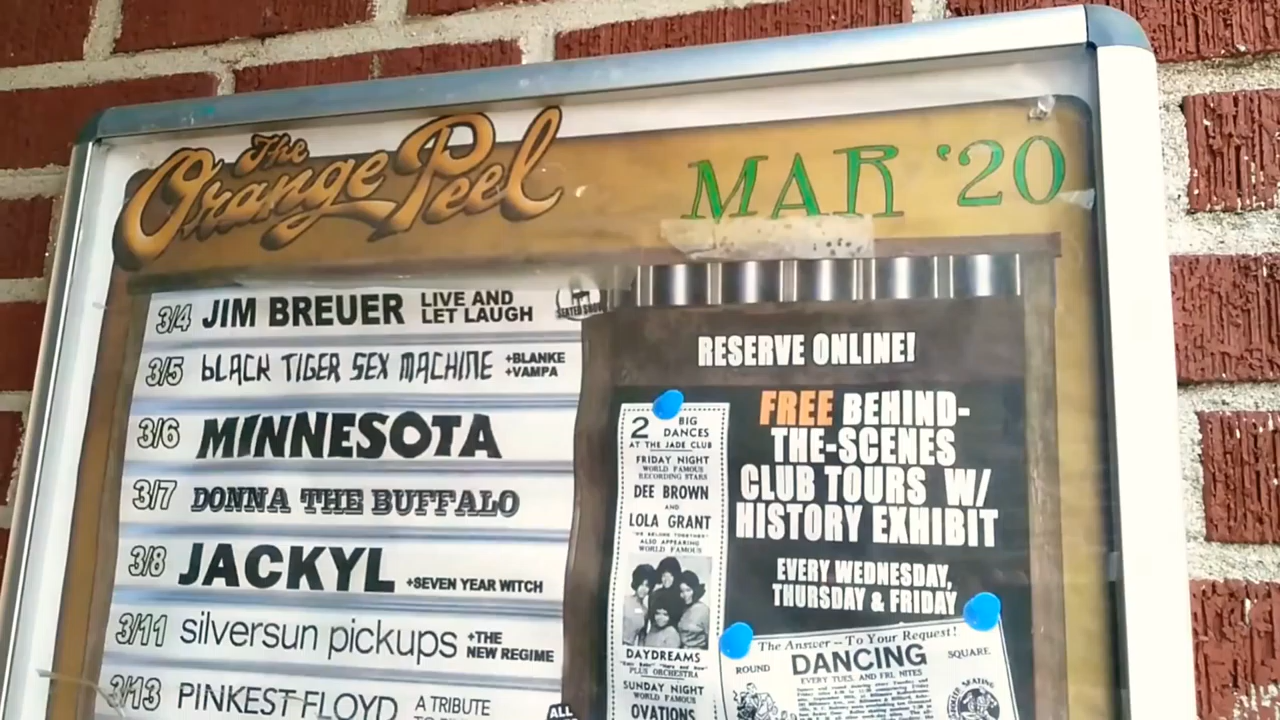 The
Orange Peel
MAR '20
3/4 JIM BREUER LIVE AND
LET LAUGH
SEATED SHOW
3/5 BLACK TIGER SEX MACHINE +BLANKE
+VAMPA
3/6 MINNESOTA
3/7 DONNA THE BUFFALO
3/8 JACKYL +SEVEN YEAR WITCH
3/11 silversun pickups +THE
NEW REGIME
3/13 PINKEST FLOYD A TRIBUTE
ALL
RESERVE ONLINE!
FREE BEHIND-
THE-SCENES
CLUB TOURS W/
HISTORY EXHIBIT
EVERY WEDNESDAY,
THURSDAY & FRIDAY
2 BIG
DANCES
AT THE JADE CLUB
FRIDAY NIGHT
WORLD FAMOUS
RECORDING STARS
DEE BROWN
AND
LOLA GRANT
"WE BELONG TOGETHER"
ALSO APPEARING
WORLD FAMOUS
DAYDREAMS
PLUS ORCHESTRA
SUNDAY NIGHT
WORLD FAMOUS
OVATIONS
The Answer -- To Your Request!
ROUND DANCING SQUARE
EVERY TUES. AND FRI. NITES